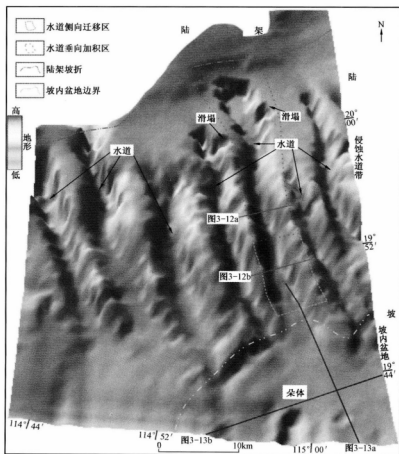 水道侧向迁移区
水道垂向加积区
陆架坡折
坡内盆地边界
高
地形
低
陆 架
N
陆
坡
滑塌
滑塌
水道
水道
20°00′
侵蚀水道带
图3-12a
19°52′
图3-12b
坡内盆地
19°44′
朵体
114°44′
114°52′
图3-13b
0 10km
115°00′
图3-13a